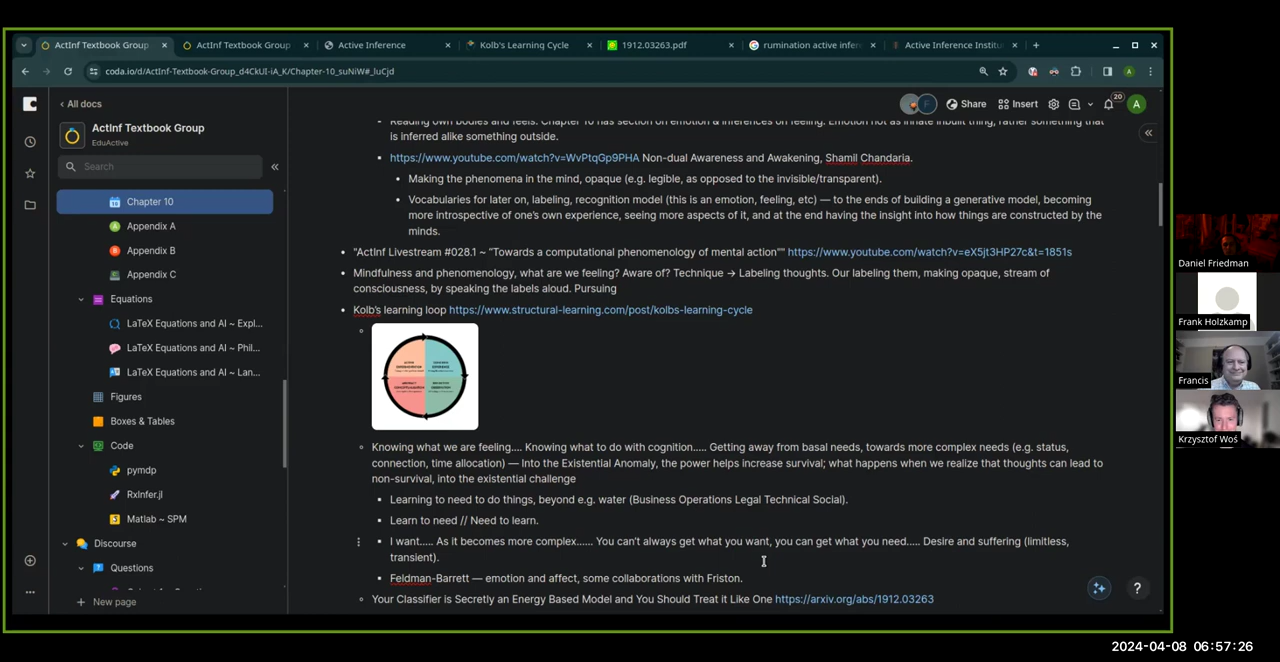 ActInf Textbook Group
ActInf Textbook Group
Active Inference
Kolb's Learning Cycle
1912.03263.pdf
rumination active infer
Active Inference Institu
coda.io/d/ActInf-Textbook-Group_d4CkUI-iA_K/Chapter-10_suNiW#_luCjd
All docs
ActInf Textbook Group
EduActive
Search
Chapter 10
Appendix A
Appendix B
Appendix C
Equations
LaTeX Equations and AI ~ Expl...
LaTeX Equations and AI ~ Phil...
LaTeX Equations and AI ~ Lan...
Figures
Boxes & Tables
Code
pymdp
RxInfer.jl
Matlab ~ SPM
Discourse
Questions
New page
Share
Insert
20
A
Reading own bodies and feels. Chapter 10 has section on emotion & inferences on feeling. Emotion not as innate inbuilt thing, rather something that
is inferred alike something outside.
https://www.youtube.com/watch?v=WvPtqGp9PHA Non-dual Awareness and Awakening, Shamil Chandaria.
Making the phenomena in the mind, opaque (e.g. legible, as opposed to the invisible/transparent).
Vocabularies for later on, labeling, recognition model (this is an emotion, feeling, etc) — to the ends of building a generative model, becoming
more introspective of one's own experience, seeing more aspects of it, and at the end having the insight into how things are constructed by the
minds.
"ActInf Livestream #028.1 ~ "Towards a computational phenomenology of mental action"" https://www.youtube.com/watch?v=eX5jt3HP27c&t=1851s
Mindfulness and phenomenology, what are we feeling? Aware of? Technique → Labeling thoughts. Our labeling them, making opaque, stream of
consciousness, by speaking the labels aloud. Pursuing
Kolb's learning loop https://www.structural-learning.com/post/kolbs-learning-cycle
Knowing what we are feeling.... Knowing what to do with cognition..... Getting away from basal needs, towards more complex needs (e.g. status,
connection, time allocation) — Into the Existential Anomaly, the power helps increase survival; what happens when we realize that thoughts can lead to
non-survival, into the existential challenge
Learning to need to do things, beyond e.g. water (Business Operations Legal Technical Social).
Learn to need // Need to learn.
I want..... As it becomes more complex...... You can't always get what you want, you can get what you need..... Desire and suffering (limitless,
transient).
Feldman-Barrett — emotion and affect, some collaborations with Friston.
Your Classifier is Secretly an Energy Based Model and You Should Treat it Like One https://arxiv.org/abs/1912.03263
Daniel Friedman
Frank Holzkamp
Francis
Krzysztof Woś
2024-04-08 06:57:26